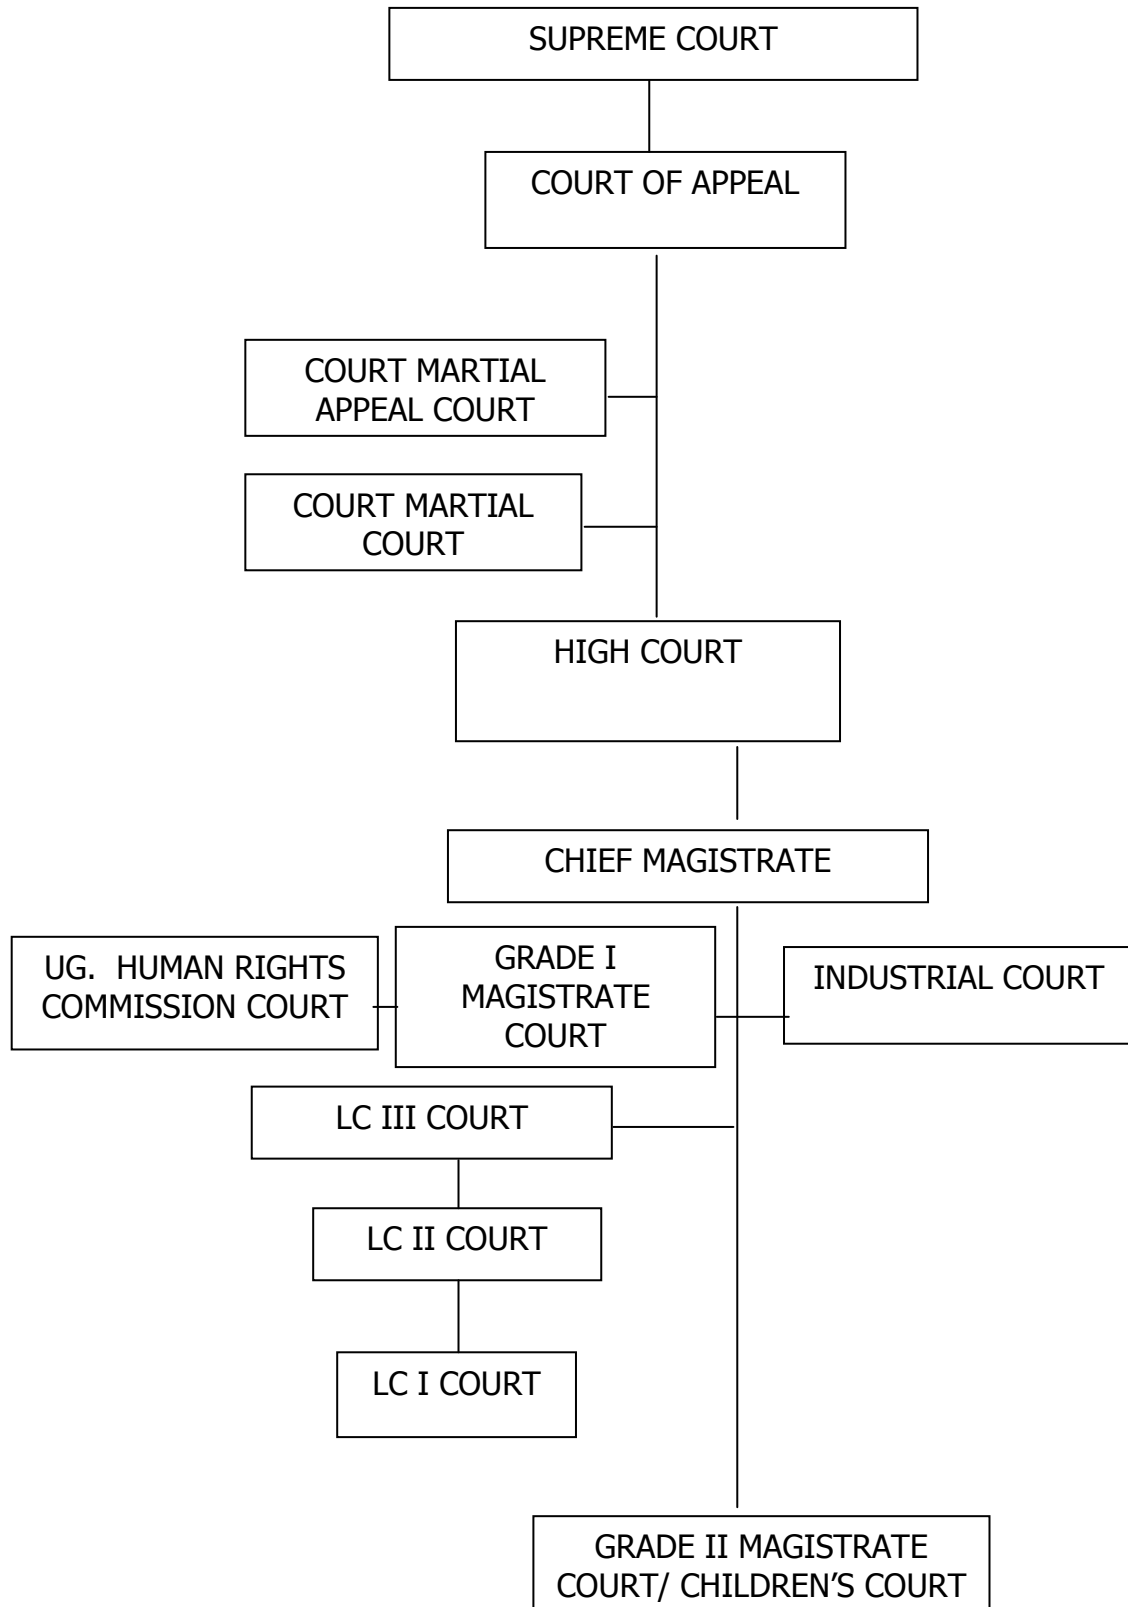 SUPREME COURT
COURT OF APPEAL
COURT MARTIAL
APPEAL COURT
COURT MARTIAL
COURT
HIGH COURT
CHIEF MAGISTRATE
UG. HUMAN RIGHTS
COMMISSION COURT
GRADE I
MAGISTRATE
COURT
INDUSTRIAL COURT
LC III COURT
LC II COURT
LC I COURT
GRADE II MAGISTRATE
COURT/ CHILDREN’S COURT